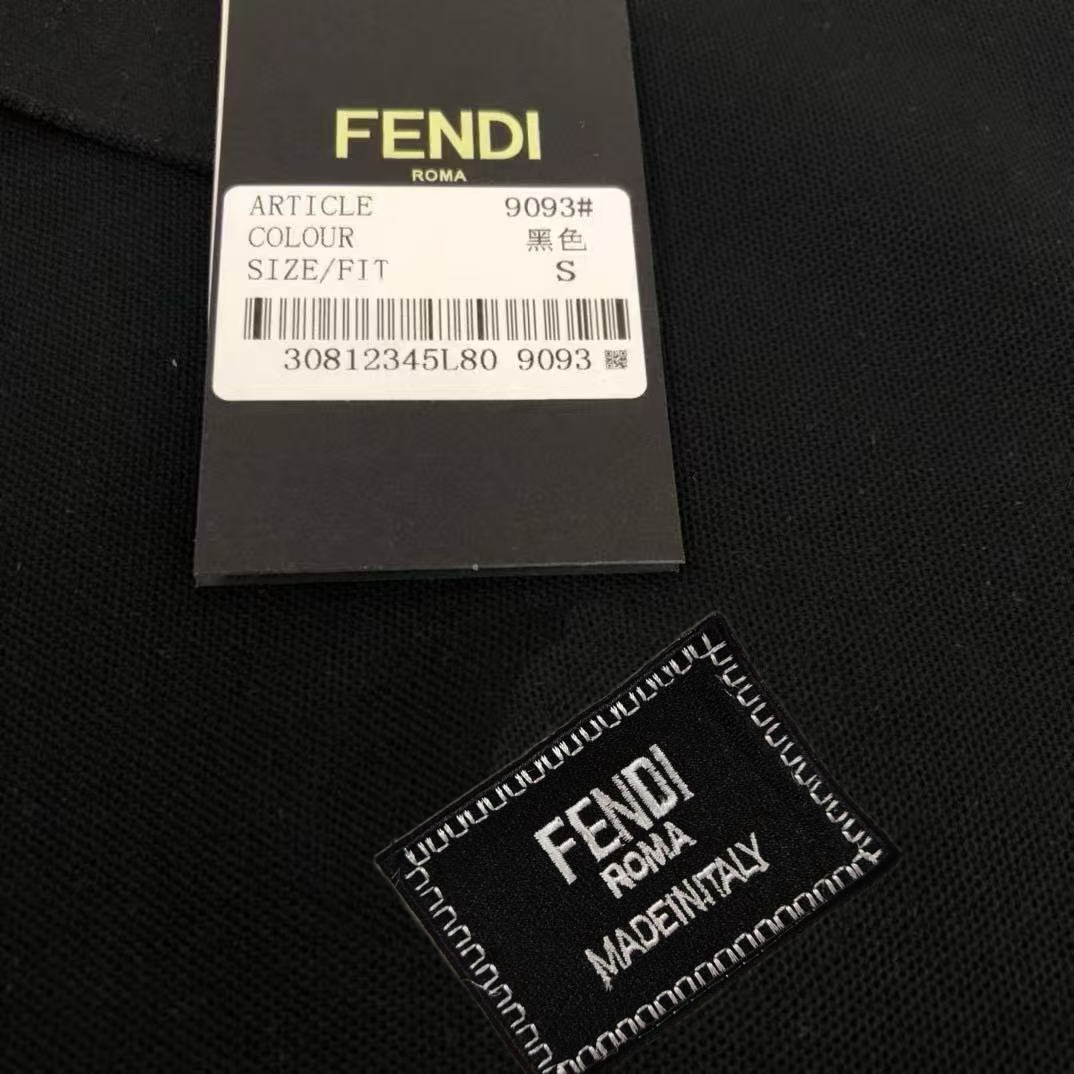 FENDI
ROMA
ARTICLE 9093#
COLOUR 黑色
SIZE/FIT S
30812345L80 9093
FENDI
ROMA
MADEINITALY